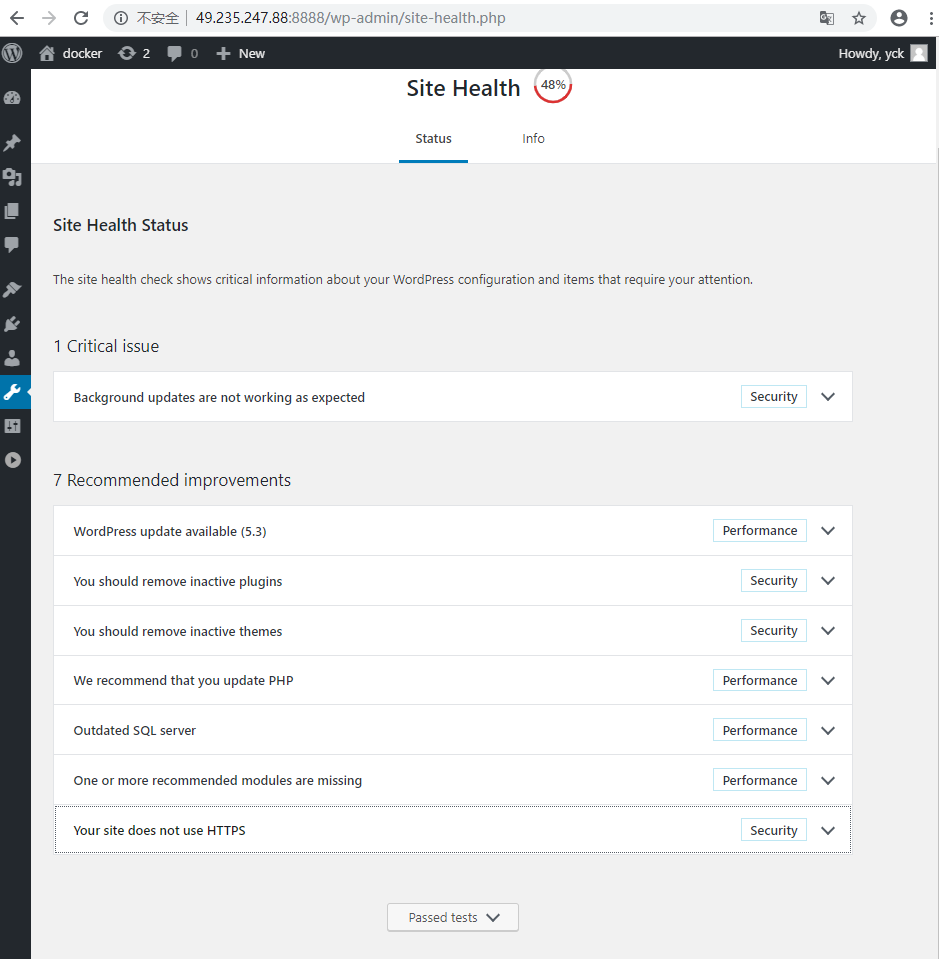 不安全 49.235.247.88:8888/wp-admin/site-health.php
docker 2 0 New Howdy, yck
Site Health 48%
Status Info
Site Health Status
The site health check shows critical information about your WordPress configuration and items that require your attention.
1 Critical issue
Background updates are not working as expected Security
7 Recommended improvements
WordPress update available (5.3) Performance
You should remove inactive plugins Security
You should remove inactive themes Security
We recommend that you update PHP Performance
Outdated SQL server Performance
One or more recommended modules are missing Performance
Your site does not use HTTPS Security
Passed tests